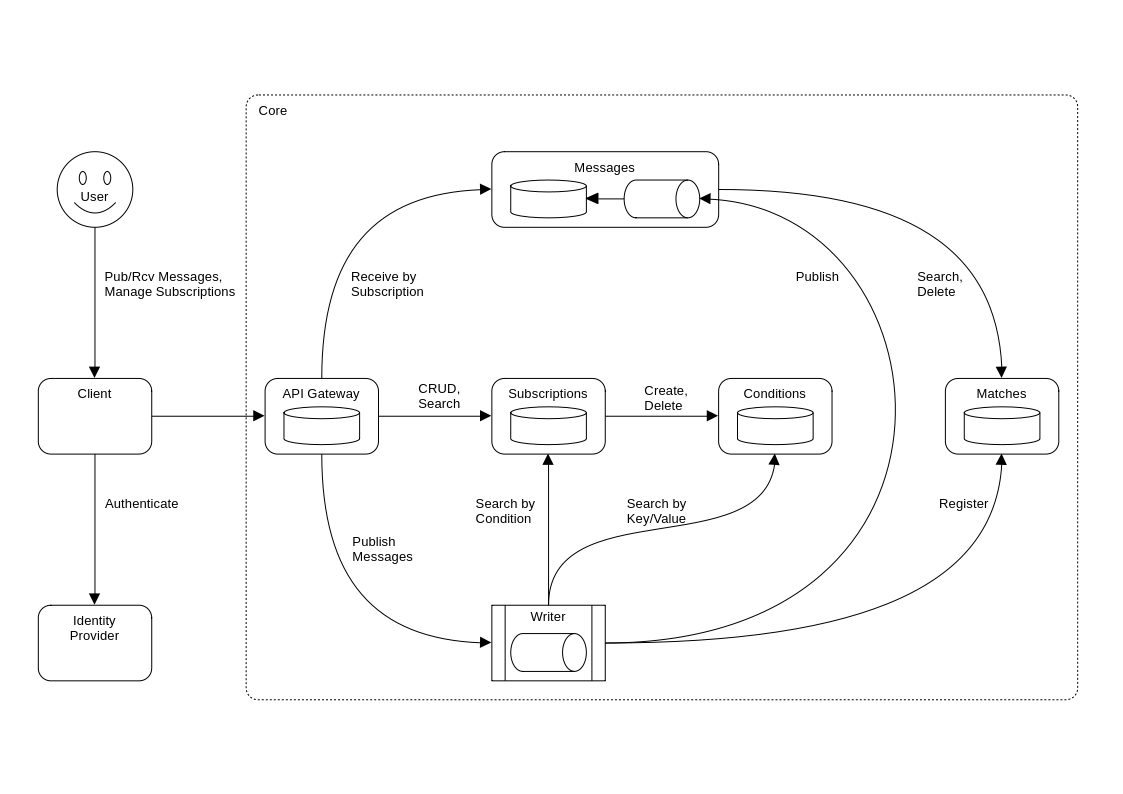 Core
Messages
User
Pub/Rcv Messages,
Manage Subscriptions
Receive by
Subscription
Publish
Search,
Delete
Client
API Gateway
CRUD,
Search
Subscriptions
Create,
Delete
Conditions
Matches
Authenticate
Search by
Condition
Search by
Key/Value
Register
Publish
Messages
Identity
Provider
Writer